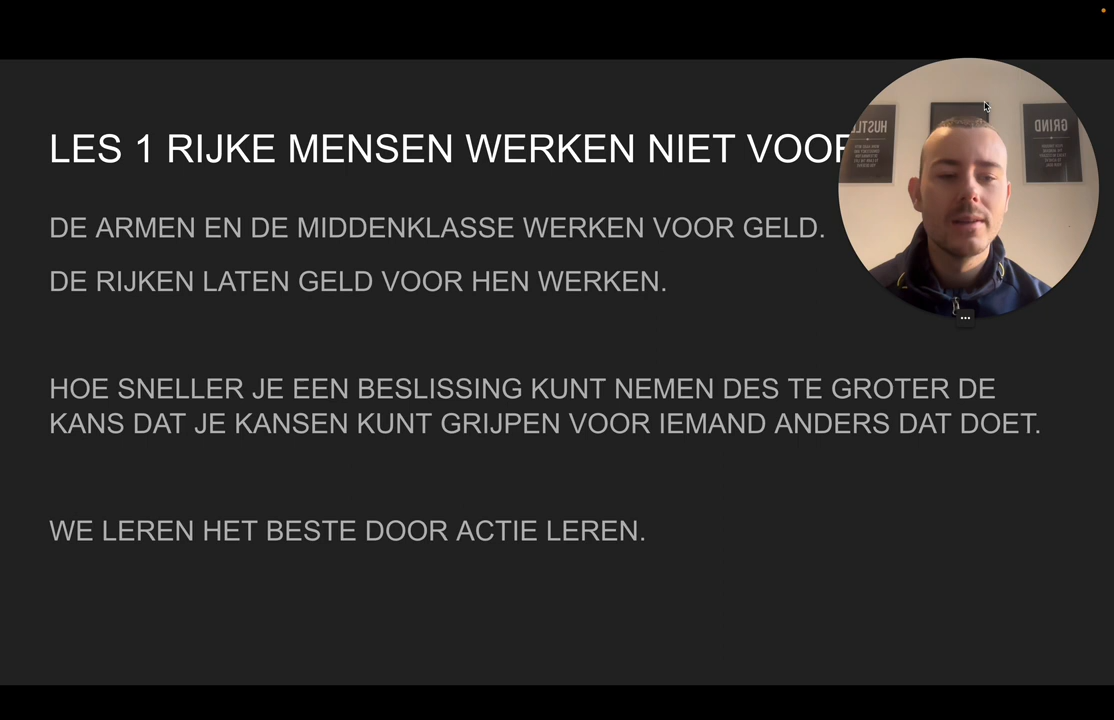 LES 1 RIJKE MENSEN WERKEN NIET VOOR
HUSTLE
GRIND
DE ARMEN EN DE MIDDENKLASSE WERKEN VOOR GELD.
DE RIJKEN LATEN GELD VOOR HEN WERKEN.
HOE SNELLER JE EEN BESLISSING KUNT NEMEN DES TE GROTER DE
KANS DAT JE KANSEN KUNT GRIJPEN VOOR IEMAND ANDERS DAT DOET.
WE LEREN HET BESTE DOOR ACTIE LEREN.